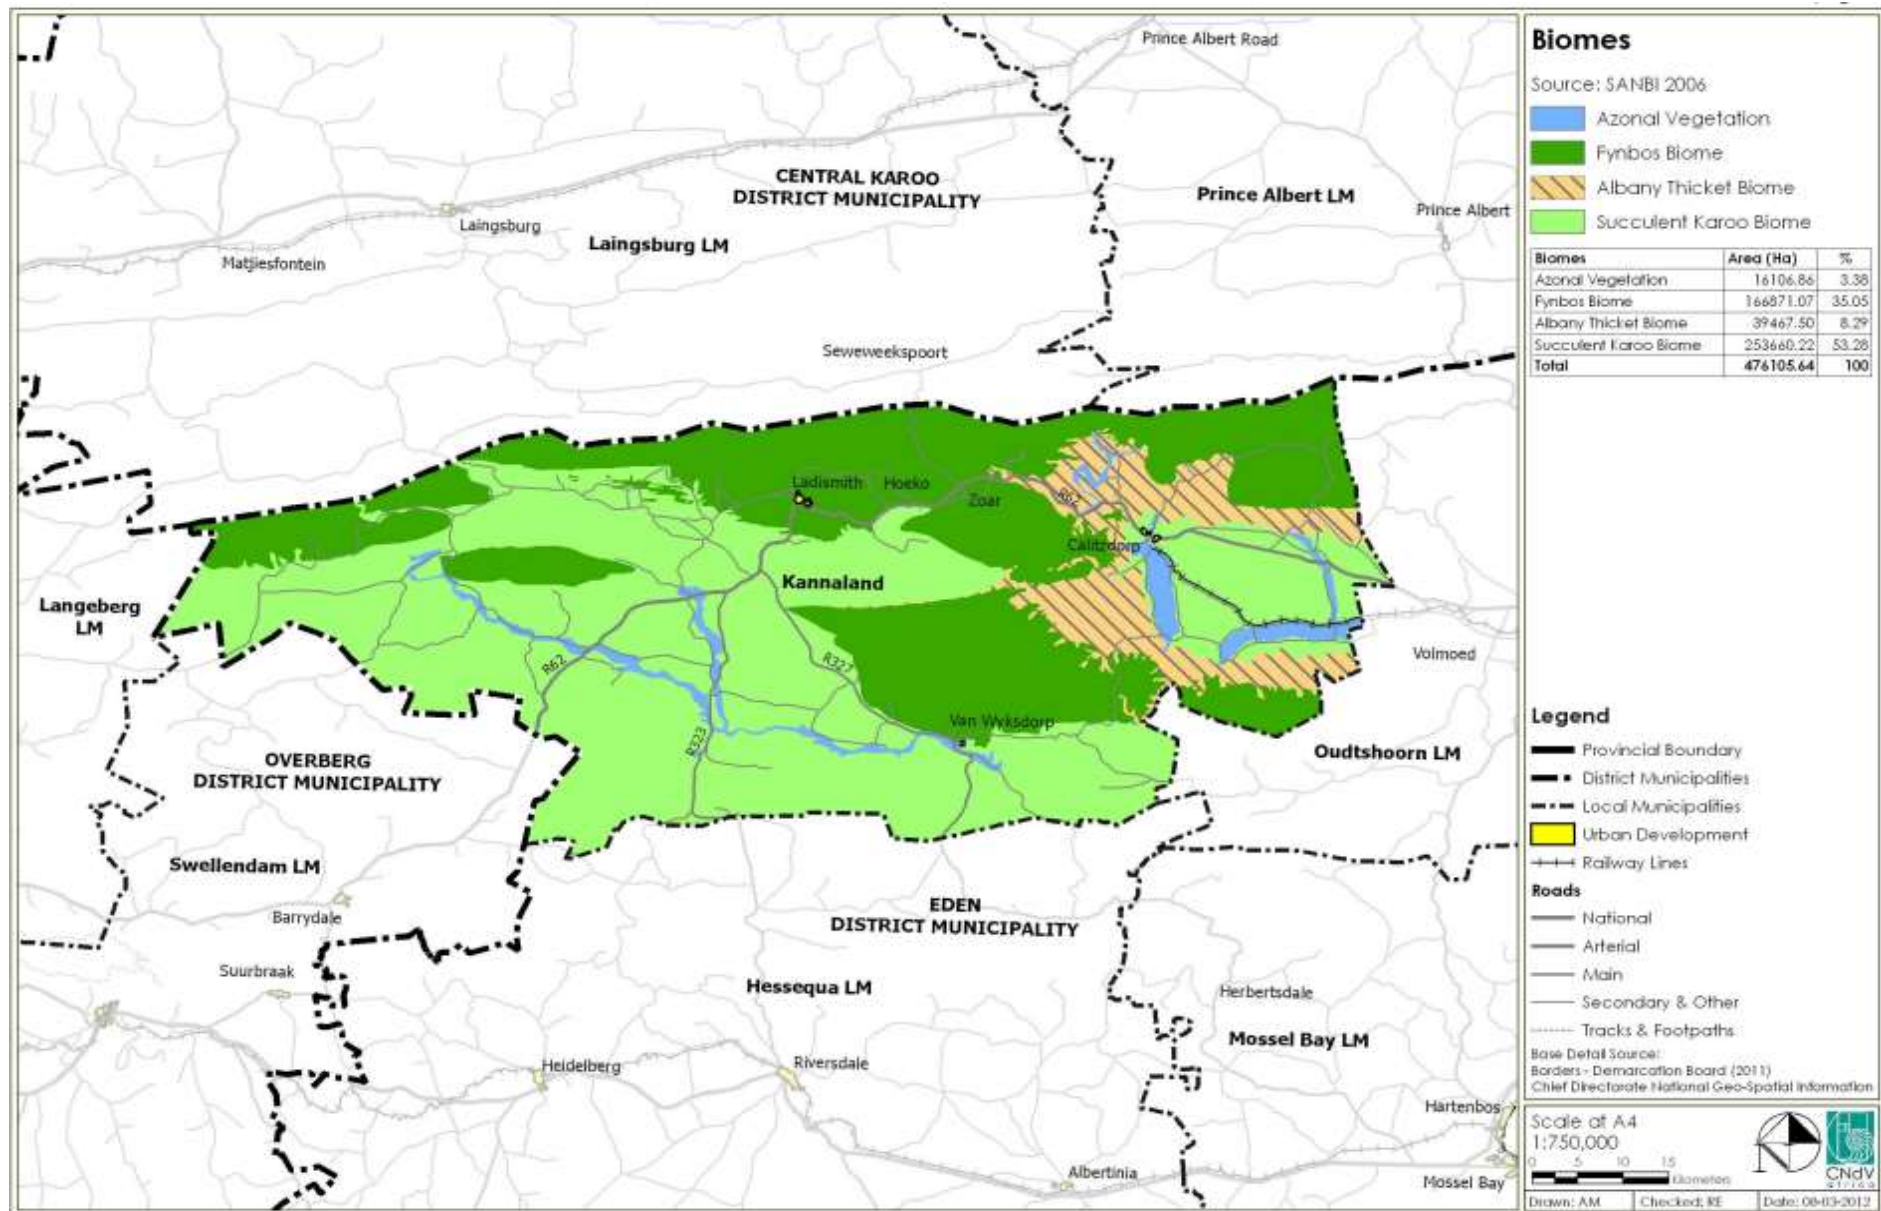 Prince Albert Road
CENTRAL KAROO
DISTRICT MUNICIPALITY
Prince Albert LM
Prince Albert
Laingsburg
Laingsburg LM
Matjiesfontein
Seweweekspoort
Ladismith
Hoeko
Zoar
R62
Calitzdorp
Kannaland
Langeberg
LM
Volmoed
R62
R327
Van Wyksdorp
R323
Oudtshoorn LM
OVERBERG
DISTRICT MUNICIPALITY
Swellendam LM
Barrydale
EDEN
DISTRICT MUNICIPALITY
Suurbraak
Hessequa LM
Herbertsdale
Mossel Bay LM
Heidelberg
Riversdale
Hartenbos
Albertinia
Mossel Bay
Biomes
Source: SANBI 2006
Azonal Vegetation
Fynbos Biome
Albany Thicket Biome
Succulent Karoo Biome
Biomes Area (Ha) %
Azonal Vegetation 16106.86 3.38
Fynbos Biome 166871.07 35.05
Albany Thicket Biome 39467.50 8.29
Succulent Karoo Biome 253660.22 53.28
Total 476105.64 100
Legend
Provincial Boundary
District Municipalities
Local Municipalities
Urban Development
Railway Lines
Roads
National
Arterial
Main
Secondary & Other
Tracks & Footpaths
Base Detail Source:
Borders - Demarcation Board (2011)
Chief Directorate National Geo-Spatial Information
Scale at A4
1:750,000
0 5 10 15
Kilometers
CNdV
africa
Drawn: AM Checked: RE Date: 08-03-2012